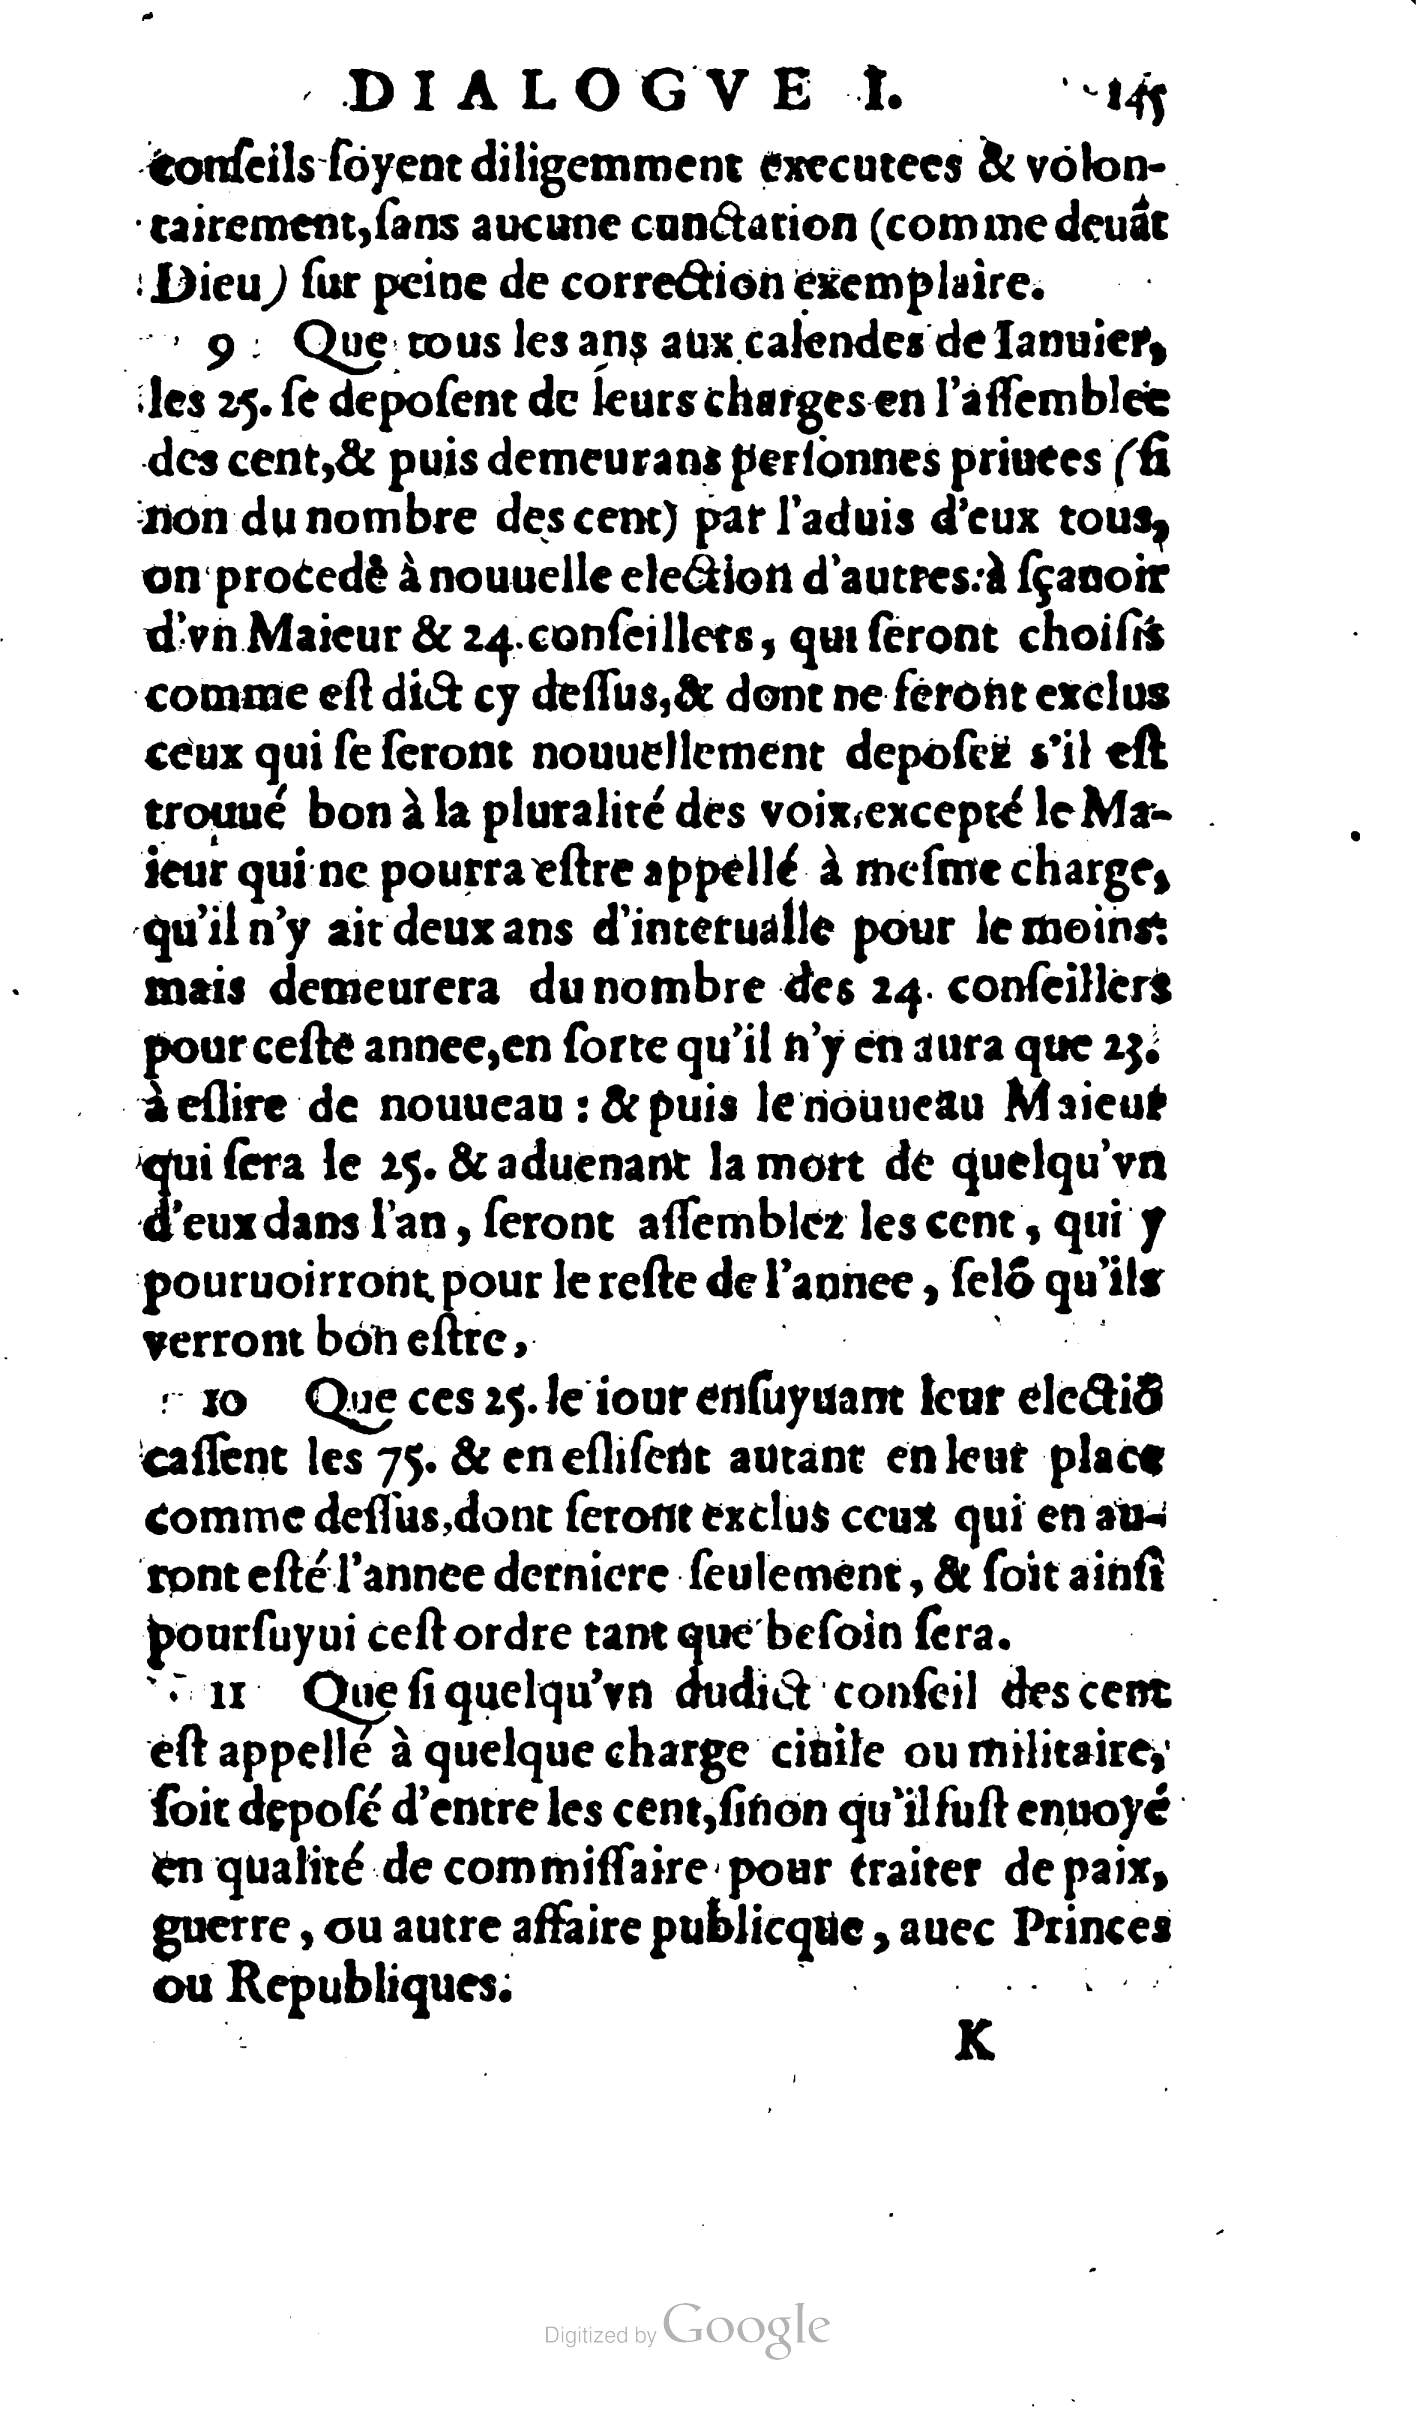 DIALOGVE I. 145
conſeils ſoyent diligemment executees & volon-
tairement, ſans aucune cunctation (comme deuãt
Dieu) ſur peine de correction exemplaire.
9 Que tous les ans aux calendes de Ianuier,
les 25. ſe depoſent de leurs charges en l'aſſemblee
des cent, & puis demeurans perſonnes priuees (ſi
non du nombre des cent) par l'aduis d'eux tous,
on procede à nouuelle election d'autres: à ſçauoir
d'vn Maieur & 24. conſeillers, qui ſeront choiſis
comme eſt dict cy deſſus, & dont ne ſeront exclus
ceux qui ſe ſeront nouuellement depoſez s'il eſt
trouué bon à la pluralité des voix, excepté le Ma-
ieur qui ne pourra eſtre appellé à meſme charge,
qu'il n'y ait deux ans d'interualle pour le moins:
mais demeurera du nombre des 24. conſeillers
pour ceſte annee, en ſorte qu'il n'y en aura que 23.
à eſlire de nouueau : & puis le nouueau Maieur
qui ſera le 25. & aduenant la mort de quelqu'vn
d'eux dans l'an, ſeront aſſemblez les cent, qui y
pouruoirront pour le reſte de l'annee, ſelõ qu'ils
verront bon eſtre,
10 Que ces 25. le iour enſuyuant leur electiõ
caſſent les 75. & en eſliſent autant en leur place
comme deſſus, dont ſeront exclus ceux qui en au-
ront eſté l'annee derniere ſeulement, & ſoit ainſi
pourſuyui ceſt ordre tant que beſoin ſera.
11 Que ſi quelqu'vn dudict conſeil des cent
eſt appellé à quelque charge ciuile ou militaire,
ſoit depoſé d'entre les cent, ſinon qu'il fuſt enuoyé
en qualité de commiſſaire pour traiter de paix,
guerre, ou autre affaire publicque, auec Princes
ou Republiques.
K
Digitized by Google